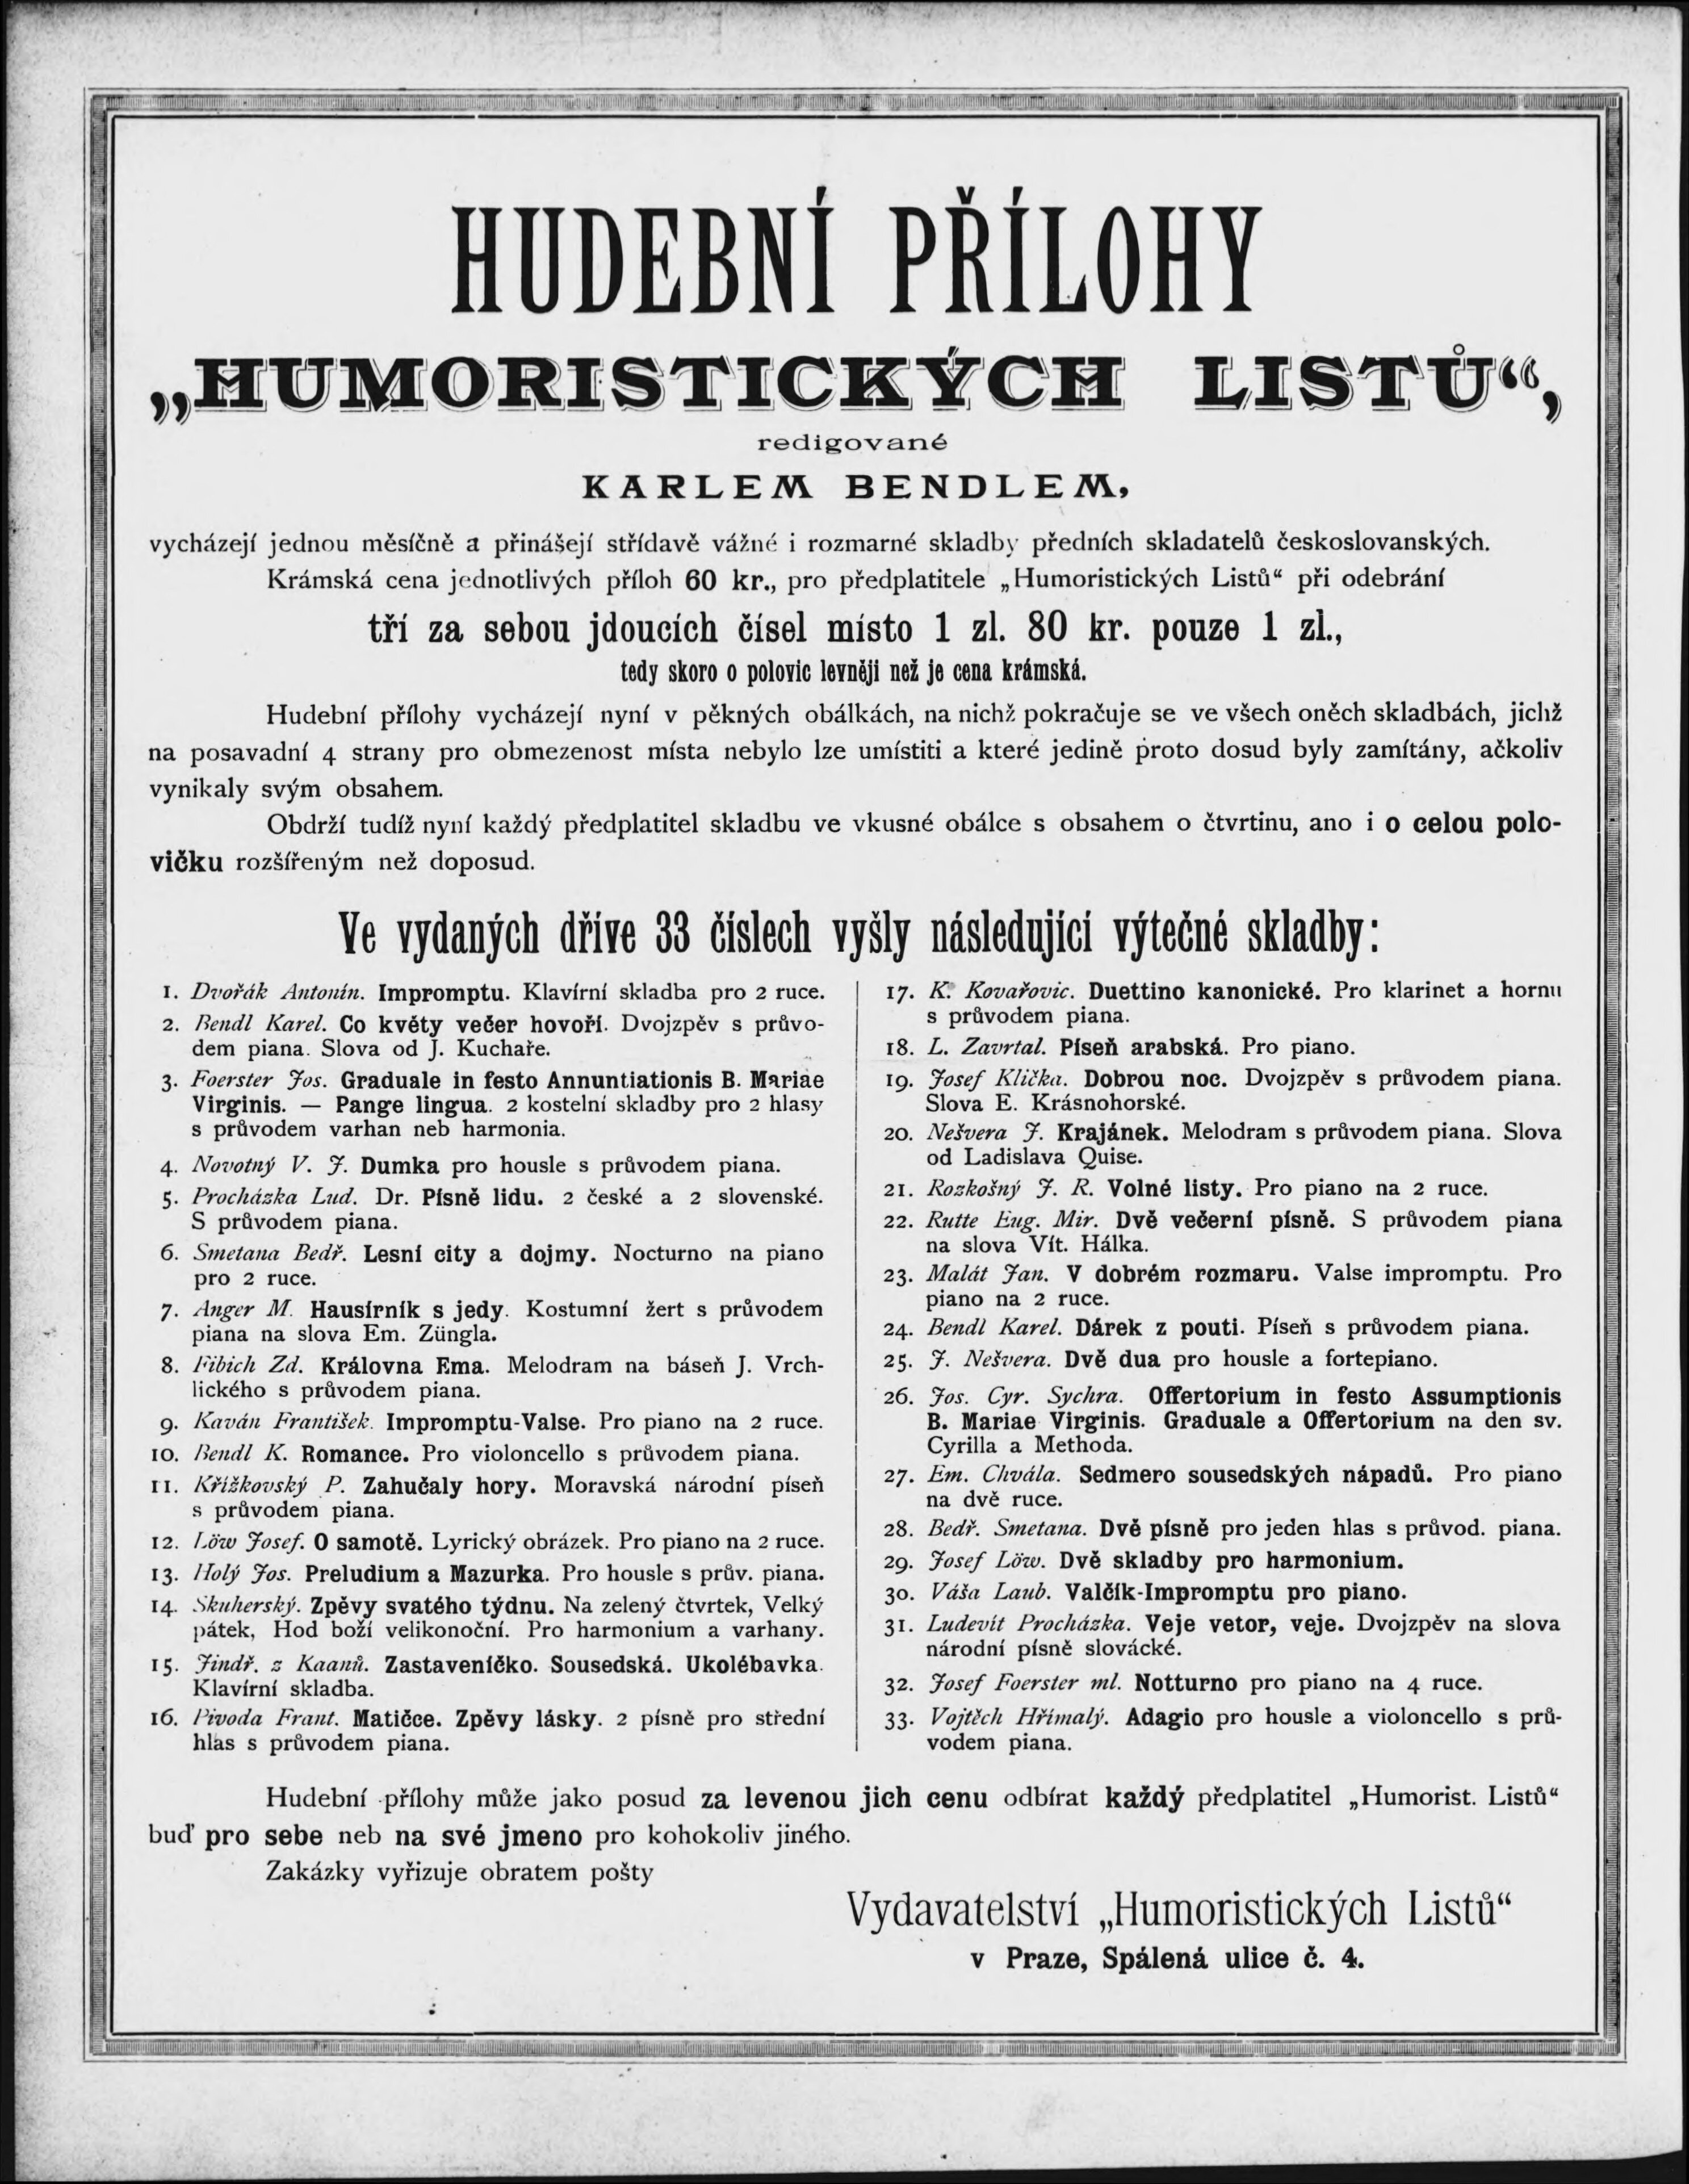 HUDEBNÍ PŘÍLOHY
„HUMORISTICKÝCH LISTŮ“,
redigované
KARLEM BENDLEM,
vycházejí jednou měsíčně a přinášejí střídavě vážné i rozmarné skladby předních skladatelů českoslovanských.
Krámská cena jednotlivých příloh 60 kr., pro předplatitele „Humoristických Listů“ při odebrání
tří za sebou jdoucích čísel místo 1 zl. 80 kr. pouze 1 zl.,
tedy skoro o polovic levněji než je cena krámská.
Hudební přílohy vycházejí nyní v pěkných obálkách, na nichž pokračuje se ve všech oněch skladbách, jichž
na posavadní 4 strany pro obmezenost místa nebylo lze umístiti a které jedině proto dosud byly zamítány, ačkoliv
vynikaly svým obsahem.
Obdrží tudíž nyní každý předplatitel skladbu ve vkusné obálce s obsahem o čtvrtinu, ano i o celou polo-
vičku rozšířeným než doposud.
Ve vydaných dříve 33 číslech vyšly následující výtečné skladby:
1. Dvořák Antonín. Impromptu. Klavírní skladba pro 2 ruce.
2. Bendl Karel. Co květy večer hovoří. Dvojzpěv s průvo-
dem piana. Slova od J. Kuchaře.
3. Foerster Jos. Graduale in festo Annuntiationis B. Mariae
Virginis. — Pange lingua. 2 kostelní skladby pro 2 hlasy
s průvodem varhan neb harmonia.
4. Novotný V. J. Dumka pro housle s průvodem piana.
5. Procházka Lud. Dr. Písně lidu. 2 české a 2 slovenské.
S průvodem piana.
6. Smetana Bedř. Lesní city a dojmy. Nocturno na piano
pro 2 ruce.
7. Anger M. Hausírník s jedy. Kostumní žert s průvodem
piana na slova Em. Züngla.
8. Fibich Zd. Královna Ema. Melodram na báseň J. Vrch-
lického s průvodem piana.
9. Kaván František. Impromptu-Valse. Pro piano na 2 ruce.
10. Bendl K. Romance. Pro violoncello s průvodem piana.
11. Křížkovský P. Zahučaly hory. Moravská národní píseň
s průvodem piana.
12. Löw Josef. O samotě. Lyrický obrázek. Pro piano na 2 ruce.
13. Holý Jos. Preludium a Mazurka. Pro housle s prův. piana.
14. Skuherský. Zpěvy svatého týdnu. Na zelený čtvrtek, Velký
pátek, Hod boží velikonoční. Pro harmonium a varhany.
15. Jindř. z Kaanů. Zastaveníčko. Sousedská. Ukolébavka.
Klavírní skladba.
16. Pivoda Frant. Matičce. Zpěvy lásky. 2 písně pro střední
hlas s průvodem piana.
17. K. Kovařovic. Duettino kanonické. Pro klarinet a hornu
s průvodem piana.
18. L. Zavrtal. Píseň arabská. Pro piano.
19. Josef Klička. Dobrou noc. Dvojzpěv s průvodem piana.
Slova E. Krásnohorské.
20. Nešvera J. Krajánek. Melodram s průvodem piana. Slova
od Ladislava Quise.
21. Rozkošný J. R. Volné listy. Pro piano na 2 ruce.
22. Rutte Eug. Mir. Dvě večerní písně. S průvodem piana
na slova Vít. Hálka.
23. Malát Jan. V dobrém rozmaru. Valse impromptu. Pro
piano na 2 ruce.
24. Bendl Karel. Dárek z pouti. Píseň s průvodem piana.
25. J. Nešvera. Dvě dua pro housle a fortepiano.
26. Jos. Cyr. Sychra. Offertorium in festo Assumptionis
B. Mariae Virginis. Graduale a Offertorium na den sv.
Cyrilla a Methoda.
27. Em. Chvála. Sedmero sousedských nápadů. Pro piano
na dvě ruce.
28. Bedř. Smetana. Dvě písně pro jeden hlas s průvod. piana.
29. Josef Löw. Dvě skladby pro harmonium.
30. Váša Laub. Valčík-Impromptu pro piano.
31. Ludevít Procházka. Veje vetor, veje. Dvojzpěv na slova
národní písně slovácké.
32. Josef Foerster ml. Notturno pro piano na 4 ruce.
33. Vojtěch Hřímalý. Adagio pro housle a violoncello s prů-
vodem piana.
Hudební přílohy může jako posud za levenou jich cenu odbírat každý předplatitel „Humorist. Listů“
buď pro sebe neb na své jmeno pro kohokoliv jiného.
Zakázky vyřizuje obratem pošty
Vydavatelství „Humoristických Listů“
v Praze, Spálená ulice č. 4.